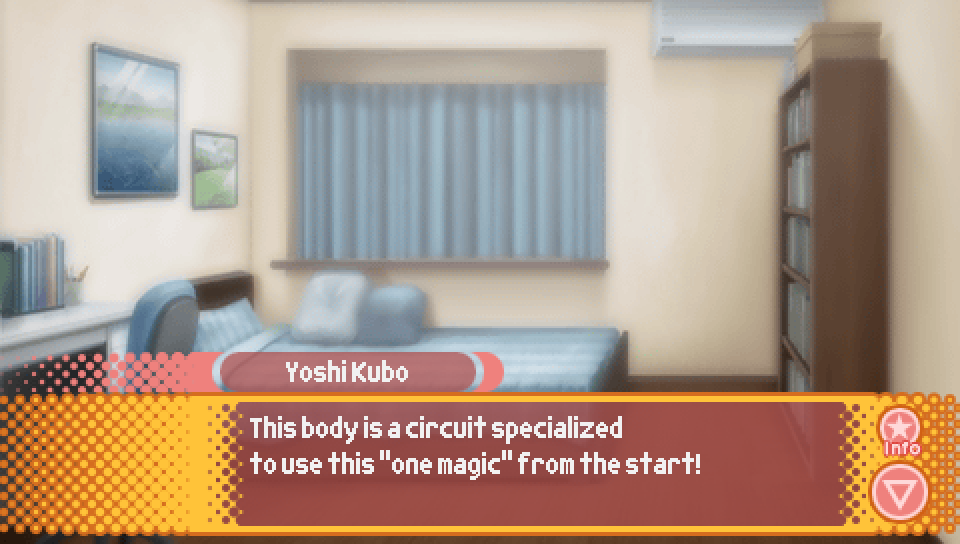 Yoshi Kubo
This body is a circuit specialized
to use this "one magic" from the start!
Info